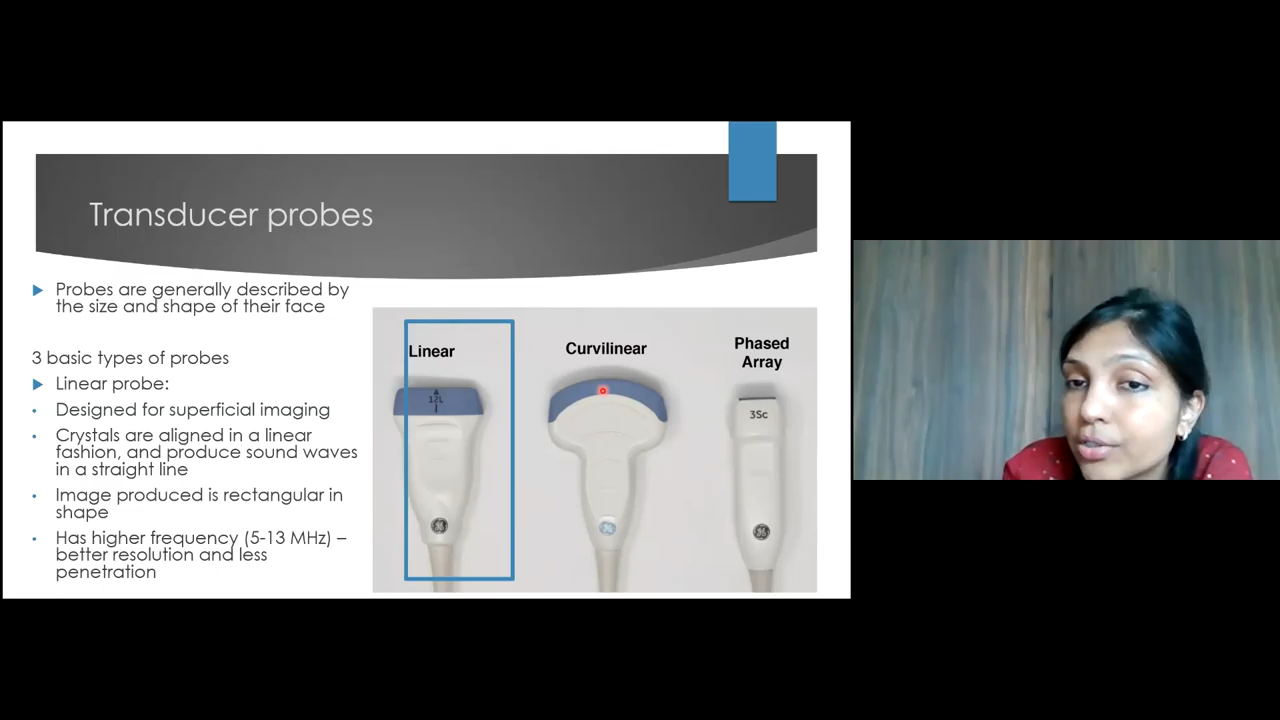 Transducer probes
Probes are generally described by
the size and shape of their face
3 basic types of probes
Linear probe:
Designed for superficial imaging
Crystals are aligned in a linear
fashion, and produce sound waves
in a straight line
Image produced is rectangular in
shape
Has higher frequency (5-13 MHz) –
better resolution and less
penetration
Linear
Curvilinear
Phased
Array
12L
3Sc